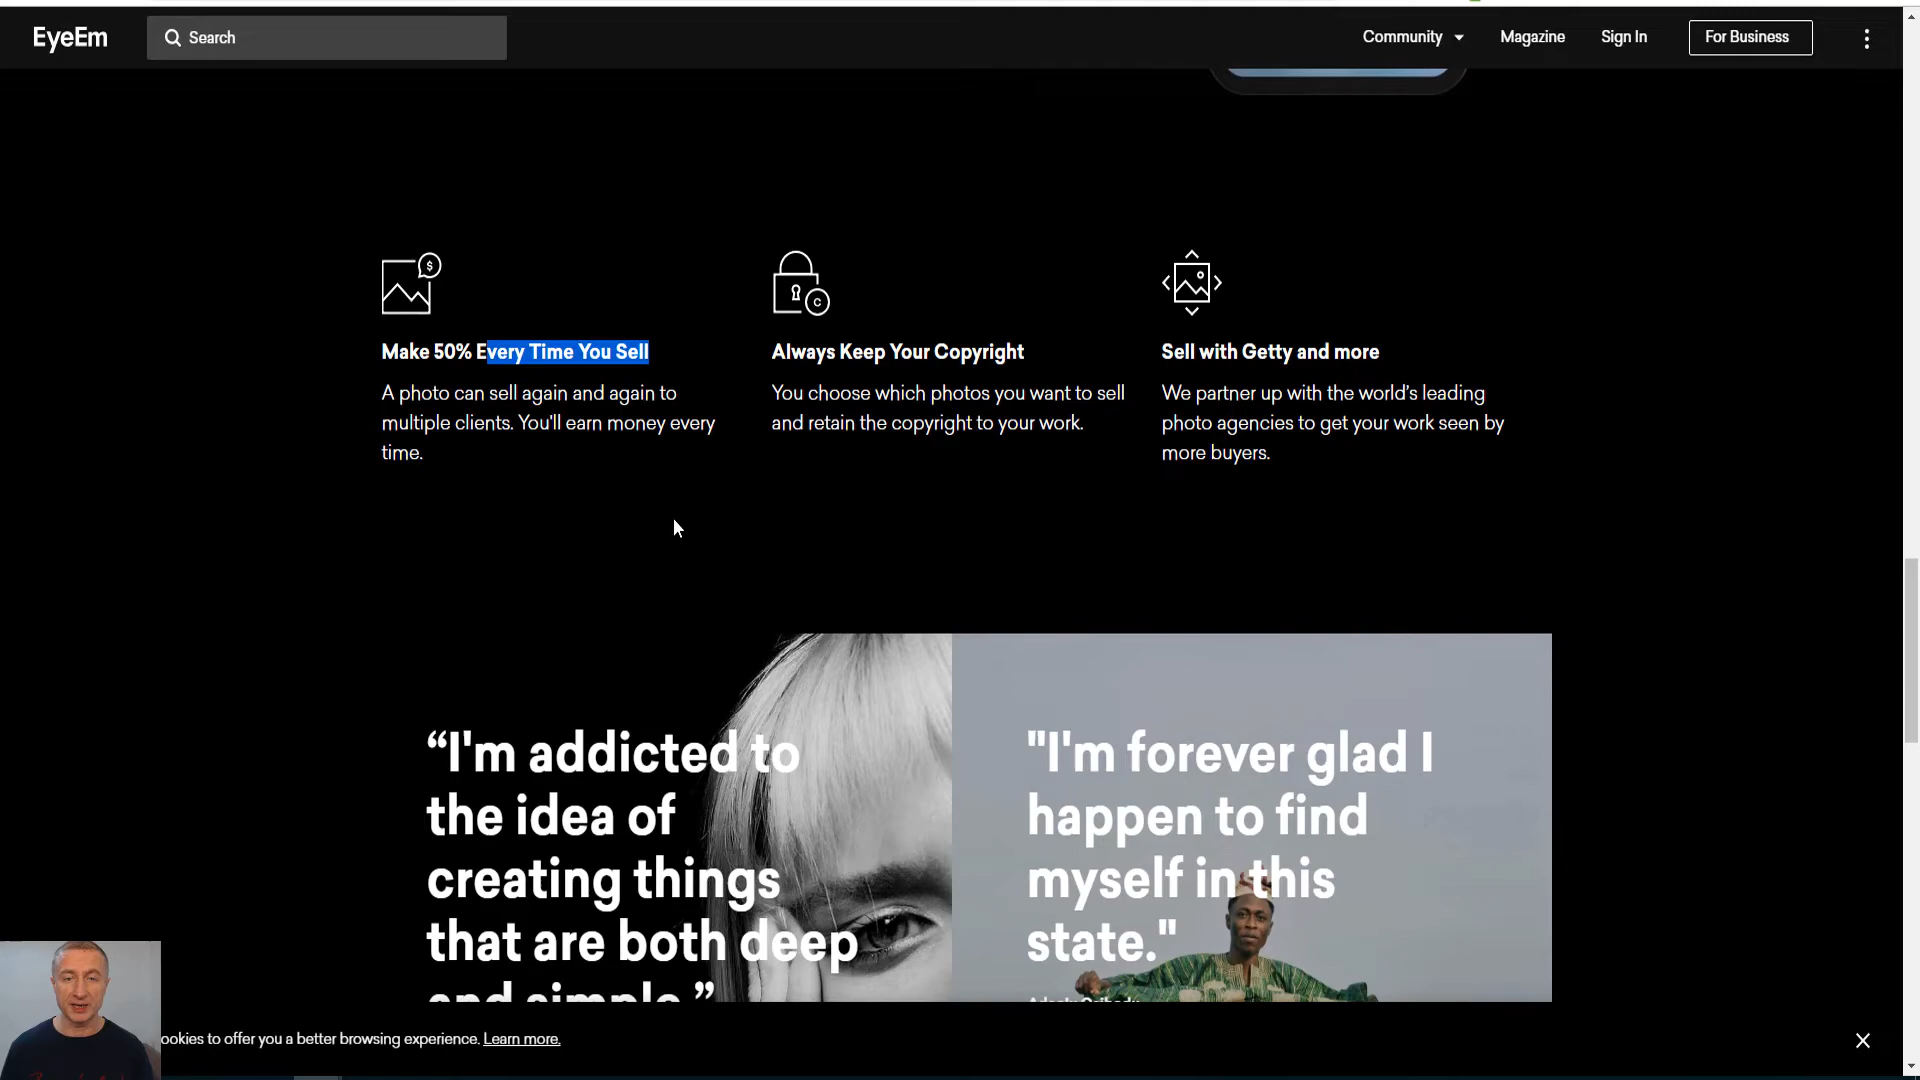 EyeEm
Search
Community
Magazine
Sign In
For Business
$
C
Make 50% Every Time You Sell
A photo can sell again and again to
multiple clients. You'll earn money every
time.
Always Keep Your Copyright
You choose which photos you want to sell
and retain the copyright to your work.
Sell with Getty and more
We partner up with the world’s leading
photo agencies to get your work seen by
more buyers.
“I'm addicted to
the idea of
creating things
that are both deep
and simple.”
"I'm forever glad I
happen to find
myself in this
state."
ookies to offer you a better browsing experience. Learn more.